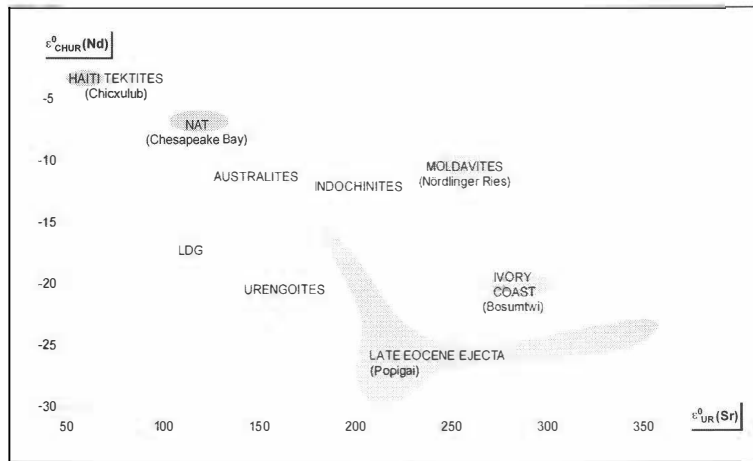 ε⁰CHUR(Nd)
HAITI TEKTITES
(Chicxulub)
-5
NAT
(Chesapeake Bay)
-10
MOLDAVITES
(Nördlinger Ries)
AUSTRALITES
INDOCHINITES
-15
LDG
-20
URENGOITES
IVORY
COAST
(Bosumtwi)
-25
LATE EOCENE EJECTA
(Popigai)
-30
50 100 150 200 250 300 350
ε⁰UR(Sr)